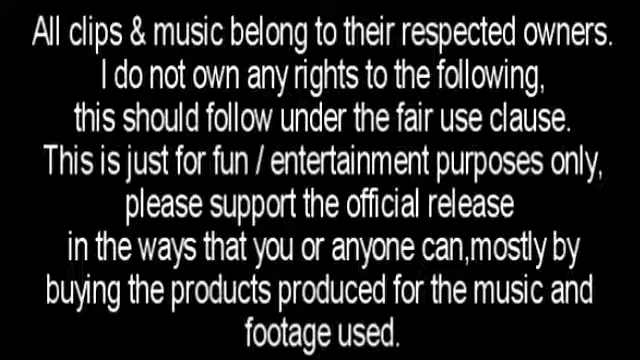 All clips & music belong to their respected owners.
I do not own any rights to the following,
this should follow under the fair use clause.
This is just for fun / entertainment purposes only,
please support the official release
in the ways that you or anyone can,mostly by
buying the products produced for the music and
footage used.